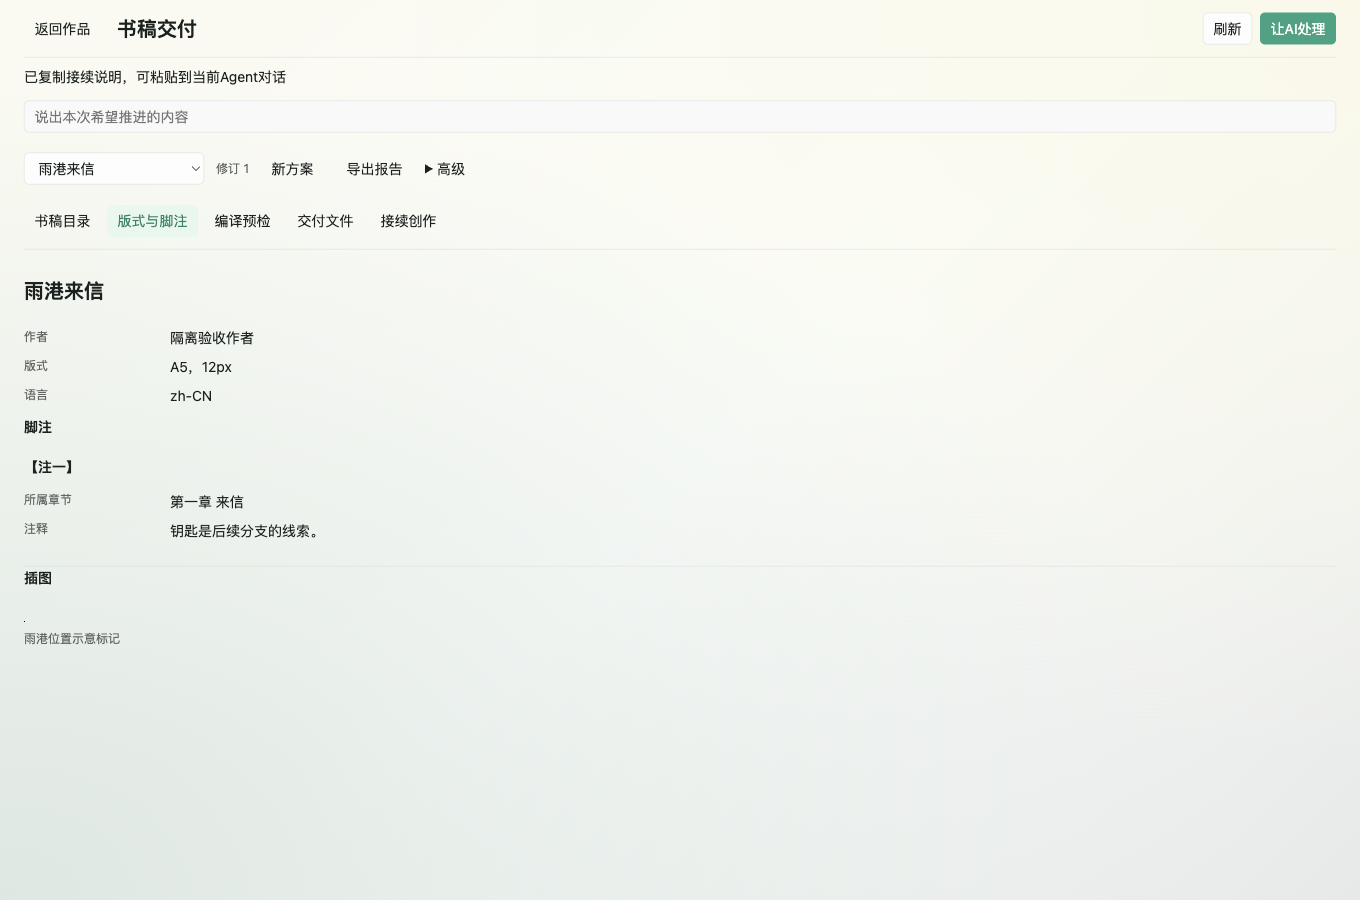 返回作品 书稿交付 刷新 让AI处理
已复制接续说明，可粘贴到当前Agent对话
说出本次希望推进的内容
雨港来信 修订 1 新方案 导出报告 ▶ 高级
书稿目录 版式与脚注 编译预检 交付文件 接续创作
雨港来信
作者 隔离验收作者
版式 A5，12px
语言 zh-CN
脚注
【注一】
所属章节 第一章 来信
注释 钥匙是后续分支的线索。
插图
雨港位置示意标记